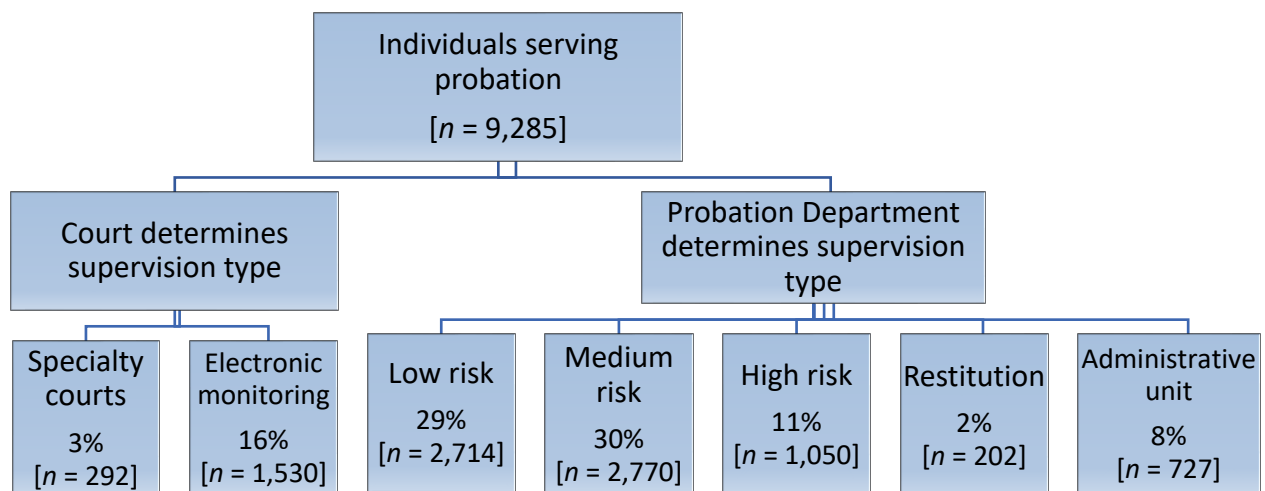 Individuals serving
probation
[n = 9,285]
Court determines
supervision type
Probation Department
determines supervision
type
Specialty
courts
3%
[n = 292]
Electronic
monitoring
16%
[n = 1,530]
Low risk
29%
[n = 2,714]
Medium
risk
30%
[n = 2,770]
High risk
11%
[n = 1,050]
Restitution
2%
[n = 202]
Administrative
unit
8%
[n = 727]